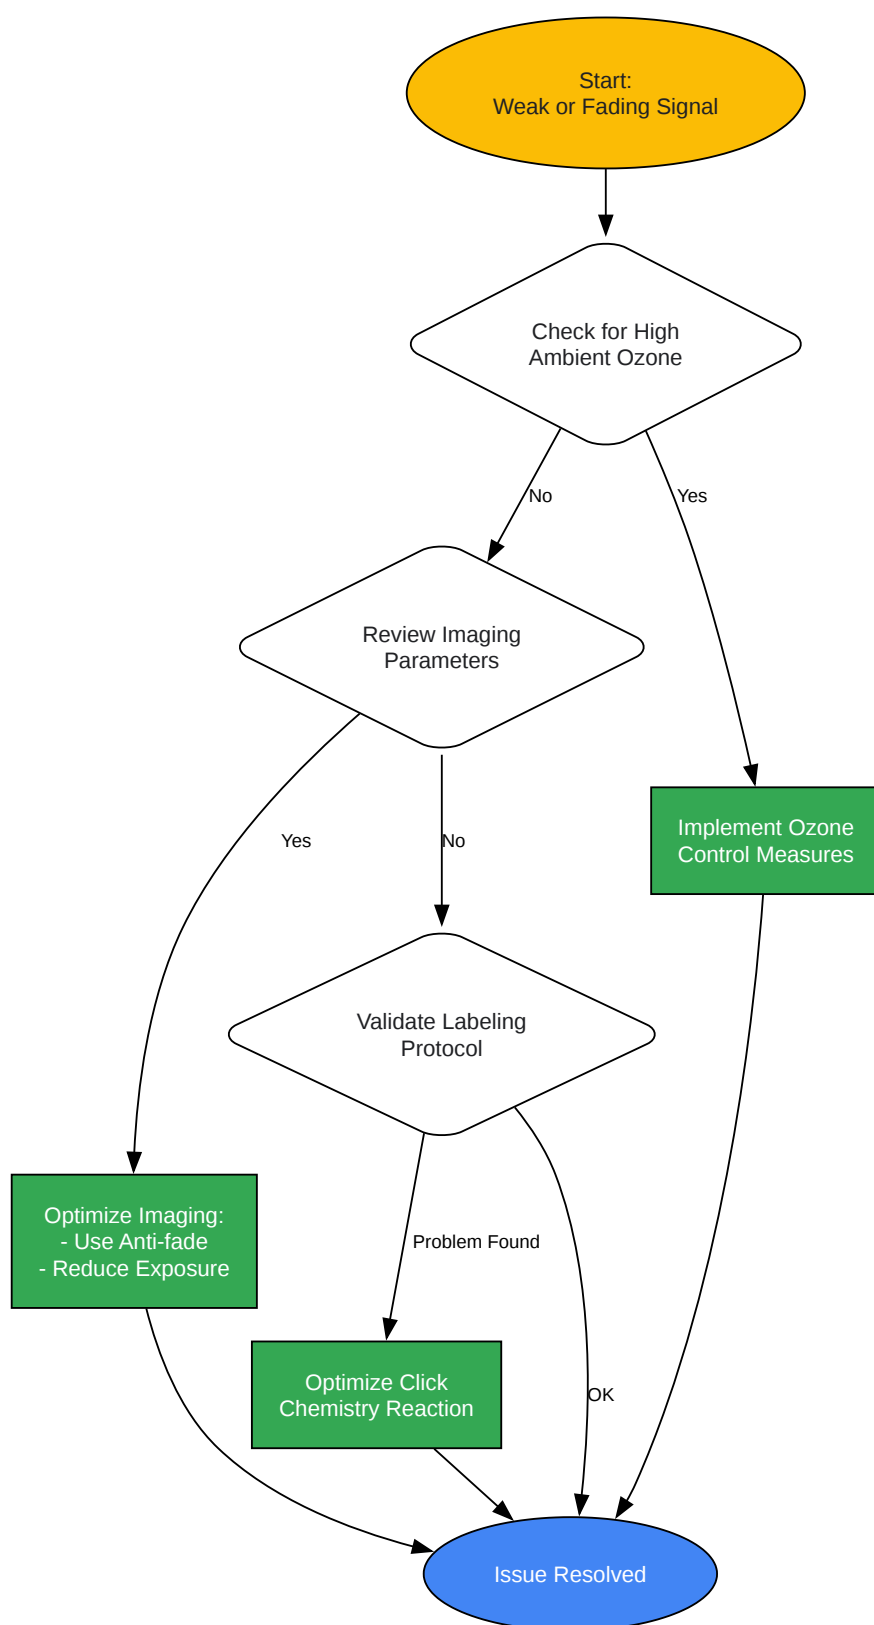 Start:
Weak or Fading Signal
Check for High
Ambient Ozone
No
Yes
Review Imaging
Parameters
Yes
No
Implement Ozone
Control Measures
Validate Labeling
Protocol
Optimize Imaging:
- Use Anti-fade
- Reduce Exposure
Problem Found
Optimize Click
Chemistry Reaction
OK
Issue Resolved